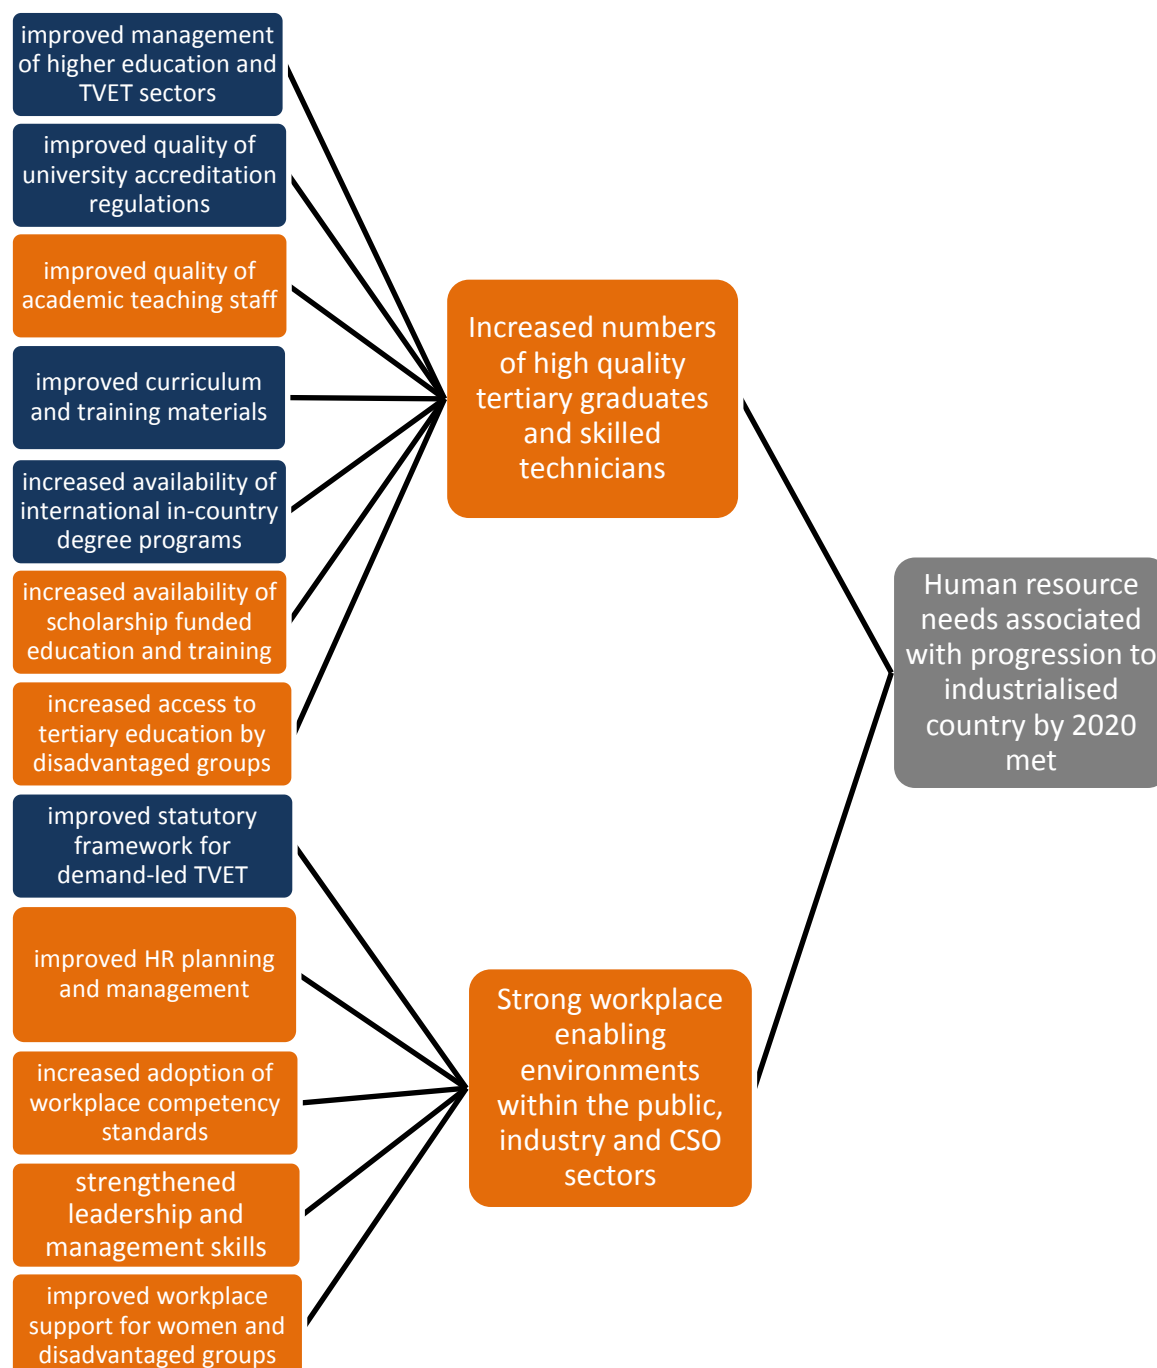 improved management
of higher education and
TVET sectors
improved quality of
university accreditation
regulations
improved quality of
academic teaching staff
improved curriculum
and training materials
increased availability of
international in-country
degree programs
increased availability of
scholarship funded
education and training
increased access to
tertiary education by
disadvantaged groups
improved statutory
framework for
demand-led TVET
improved HR planning
and management
increased adoption of
workplace competency
standards
strengthened
leadership and
management skills
improved workplace
support for women and
disadvantaged groups
Increased numbers
of high quality
tertiary graduates
and skilled
technicians
Strong workplace
enabling
environments
within the public,
industry and CSO
sectors
Human resource
needs associated
with progression to
industrialised
country by 2020
met